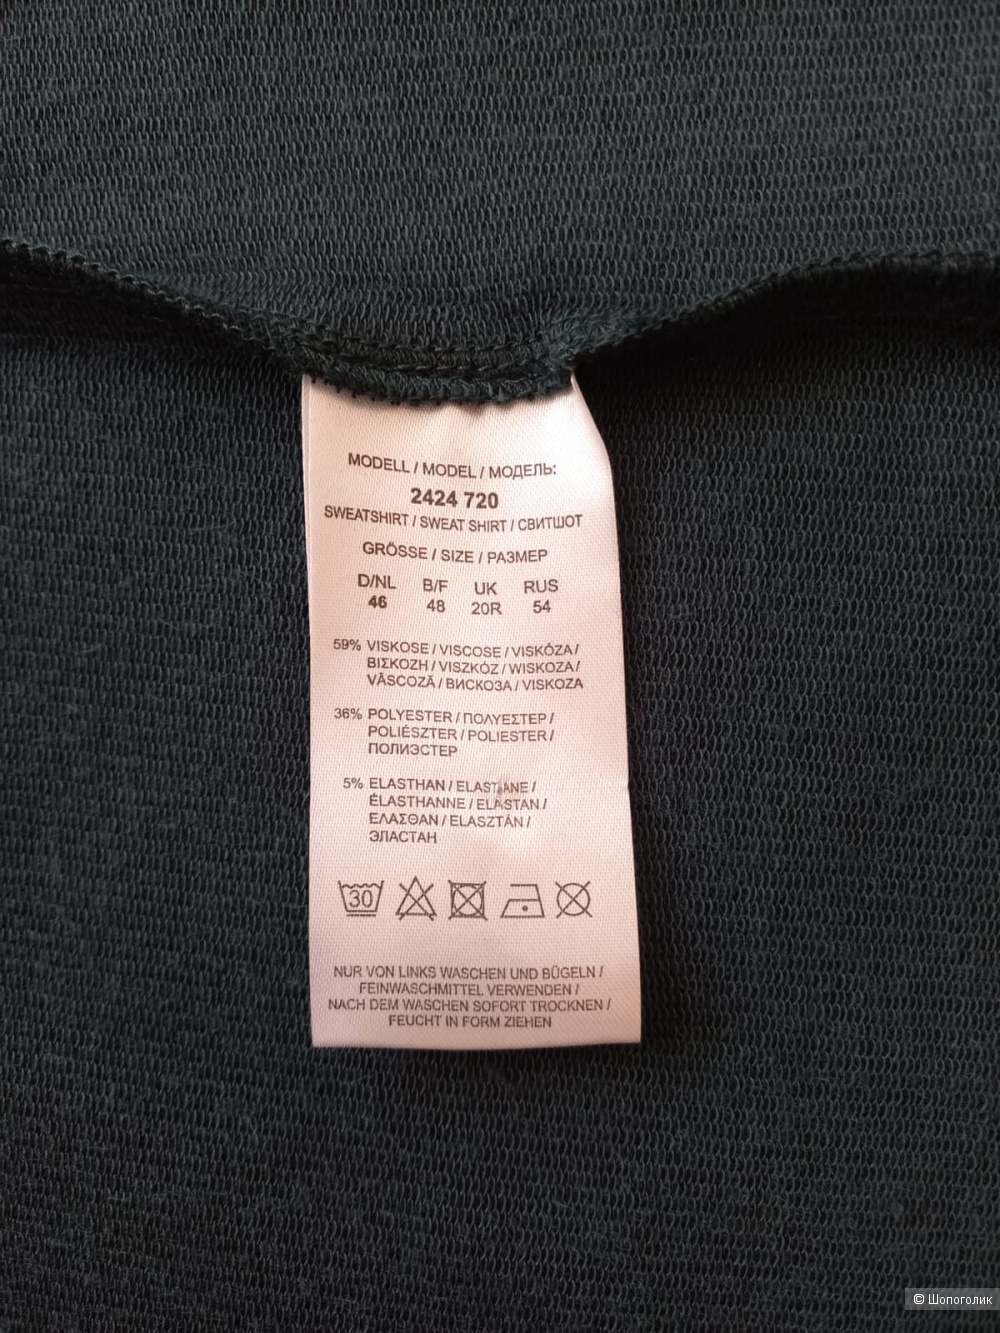 MODELL / MODEL / МОДЕЛЬ:
2424 720
SWEATSHIRT / SWEAT SHIRT / СВИТШОТ
GRÖSSE / SIZE / РАЗМЕР
D/NL B/F UK RUS
46 48 20R 54
59% VISKOSE / VISCOSE / VISKÓZA /
ΒΙΣΚΟΖΗ / VISZKÓZ / WISKOZA /
VÂSCOZĂ / ВИСКОЗА / VISKOZA
36% POLYESTER / ΠΟΛΥΕΣΤΕΡ /
POLIÉSZTER / POLIESTER /
ПОЛИЭСТЕР
5% ELASTHAN / ELASTANE /
ÉLASTHANNE / ELASTAN /
ΕΛΑΣΘΑΝ / ELASZTÁN /
ЭЛАСТАН
30
NUR VON LINKS WASCHEN UND BÜGELN /
FEINWASCHMITTEL VERWENDEN /
NACH DEM WASCHEN SOFORT TROCKNEN /
FEUCHT IN FORM ZIEHEN
© Шопоголик